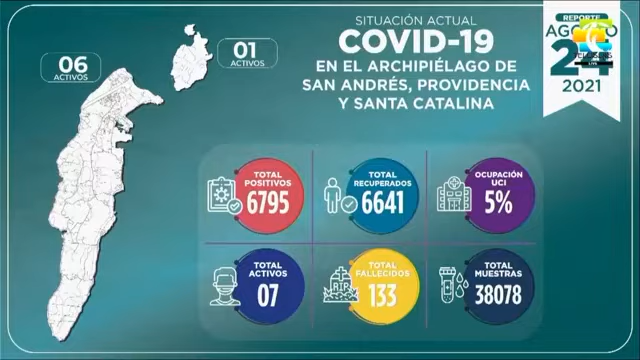 SITUACIÓN ACTUAL
COVID-19
EN EL ARCHIPIÉLAGO DE
SAN ANDRÉS, PROVIDENCIA
Y SANTA CATALINA
REPORTE
24
2021
06
ACTIVOS
01
ACTIVOS
TOTAL
POSITIVOS
6795
TOTAL
RECUPERADOS
6641
OCUPACIÓN
UCI
5%
TOTAL
ACTIVOS
07
TOTAL
FALLECIDOS
133
R.I.P
TOTAL
MUESTRAS
38078